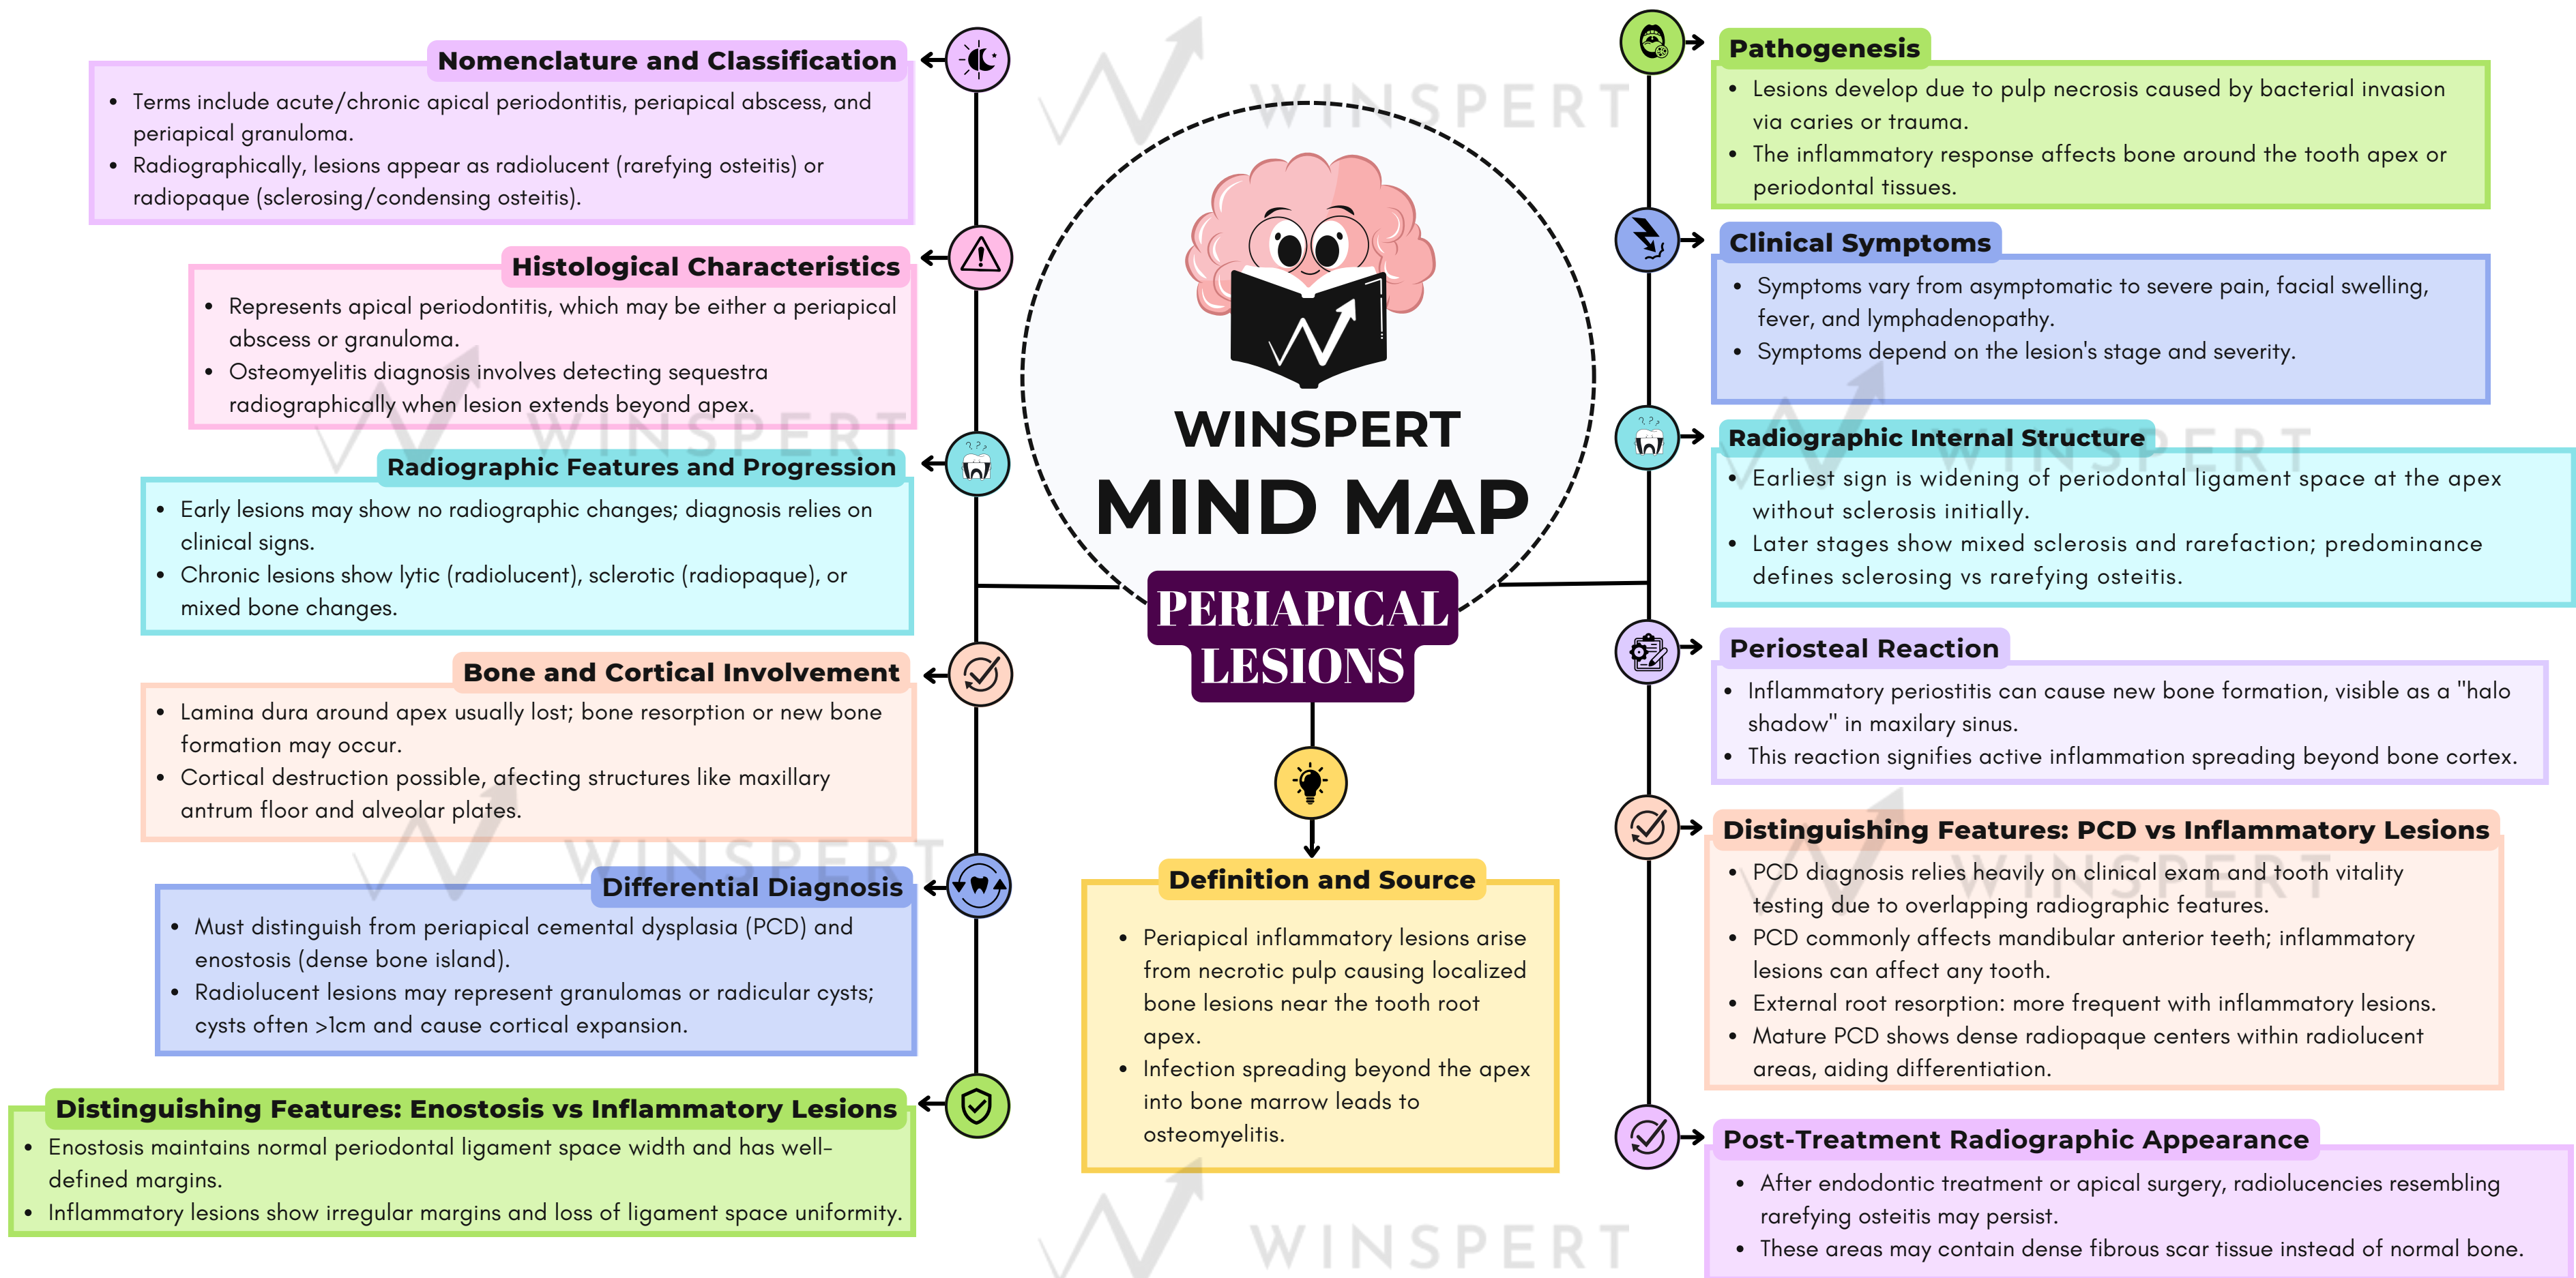 Nomenclature and Classification
• Terms include acute/chronic apical periodontitis, periapical abscess, and
periapical granuloma.
• Radiographically, lesions appear as radiolucent (rarefying osteitis) or
radiopaque (sclerosing/condensing osteitis).
Histological Characteristics
• Represents apical periodontitis, which may be either a periapical
abscess or granuloma.
• Osteomyelitis diagnosis involves detecting sequestra
radiographically when lesion extends beyond apex.
Radiographic Features and Progression
• Early lesions may show no radiographic changes; diagnosis relies on
clinical signs.
• Chronic lesions show lytic (radiolucent), sclerotic (radiopaque), or
mixed bone changes.
Bone and Cortical Involvement
• Lamina dura around apex usually lost; bone resorption or new bone
formation may occur.
• Cortical destruction possible, afecting structures like maxillary
antrum floor and alveolar plates.
Differential Diagnosis
• Must distinguish from periapical cemental dysplasia (PCD) and
enostosis (dense bone island).
• Radiolucent lesions may represent granulomas or radicular cysts;
cysts often >1cm and cause cortical expansion.
Distinguishing Features: Enostosis vs Inflammatory Lesions
• Enostosis maintains normal periodontal ligament space width and has well-
defined margins.
• Inflammatory lesions show irregular margins and loss of ligament space uniformity.
WINSPERT
WINSPERT
MIND MAP
PERIAPICAL
LESIONS
Definition and Source
• Periapical inflammatory lesions arise
from necrotic pulp causing localized
bone lesions near the tooth root
apex.
• Infection spreading beyond the apex
into bone marrow leads to
osteomyelitis.
WINSPERT
Pathogenesis
• Lesions develop due to pulp necrosis caused by bacterial invasion
via caries or trauma.
• The inflammatory response affects bone around the tooth apex or
periodontal tissues.
Clinical Symptoms
• Symptoms vary from asymptomatic to severe pain, facial swelling,
fever, and lymphadenopathy.
• Symptoms depend on the lesion's stage and severity.
Radiographic Internal Structure
• Earliest sign is widening of periodontal ligament space at the apex
without sclerosis initially.
• Later stages show mixed sclerosis and rarefaction; predominance
defines sclerosing vs rarefying osteitis.
Periosteal Reaction
• Inflammatory periostitis can cause new bone formation, visible as a "halo
shadow" in maxilary sinus.
• This reaction signifies active inflammation spreading beyond bone cortex.
Distinguishing Features: PCD vs Inflammatory Lesions
• PCD diagnosis relies heavily on clinical exam and tooth vitality
testing due to overlapping radiographic features.
• PCD commonly affects mandibular anterior teeth; inflammatory
lesions can affect any tooth.
• External root resorption: more frequent with inflammatory lesions.
• Mature PCD shows dense radiopaque centers within radiolucent
areas, aiding differentiation.
Post-Treatment Radiographic Appearance
• After endodontic treatment or apical surgery, radiolucencies resembling
rarefying osteitis may persist.
• These areas may contain dense fibrous scar tissue instead of normal bone.
WINSPERT
WINSPERT
WINSPERT
WINSPERT